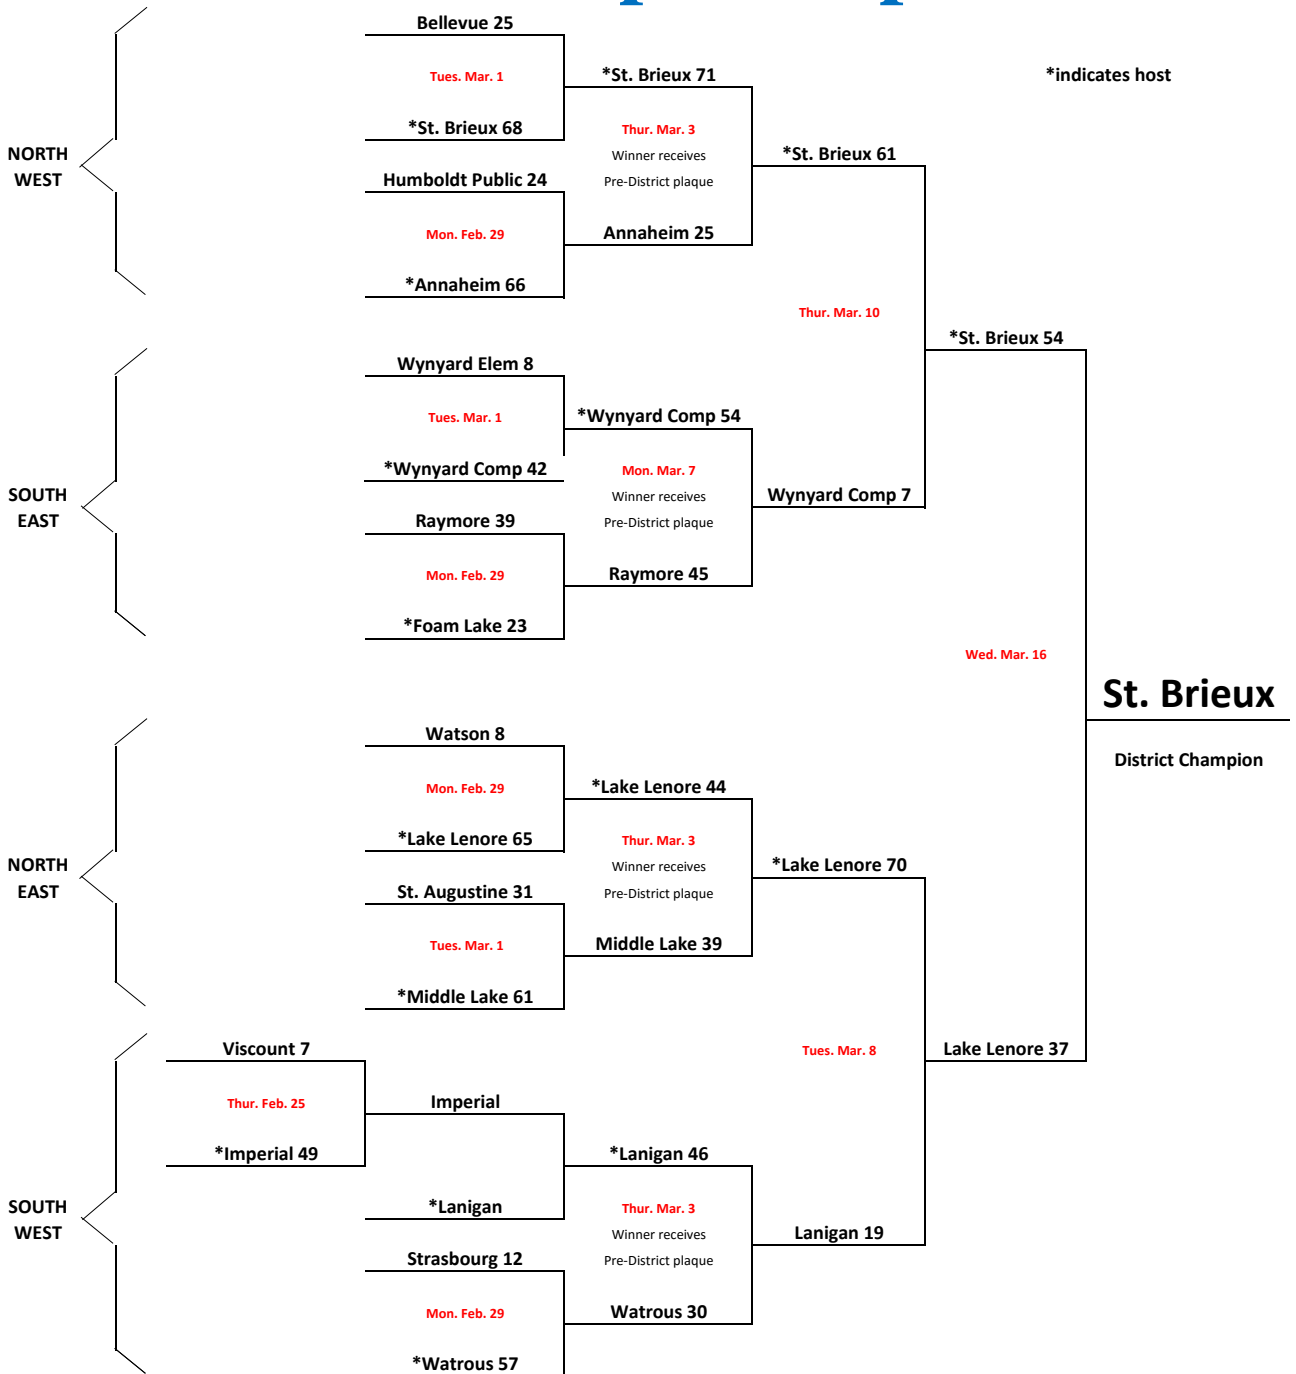 Bellevue 25
Tues. Mar. 1
*St. Brieux 71
*indicates host
*St. Brieux 68
Thur. Mar. 3
NORTH
WEST
Winner receives
*St. Brieux 61
Humboldt Public 24
Pre-District plaque
Mon. Feb. 29
Annaheim 25
*Annaheim 66
Thur. Mar. 10
*St. Brieux 54
Wynyard Elem 8
Tues. Mar. 1
*Wynyard Comp 54
*Wynyard Comp 42
Mon. Mar. 7
SOUTH
EAST
Winner receives
Wynyard Comp 7
Raymore 39
Pre-District plaque
Mon. Feb. 29
Raymore 45
*Foam Lake 23
Wed. Mar. 16
St. Brieux
District Champion
Watson 8
Mon. Feb. 29
*Lake Lenore 44
*Lake Lenore 65
Thur. Mar. 3
NORTH
EAST
Winner receives
*Lake Lenore 70
St. Augustine 31
Pre-District plaque
Tues. Mar. 1
Middle Lake 39
*Middle Lake 61
Viscount 7
Tues. Mar. 8
Lake Lenore 37
Thur. Feb. 25
Imperial
*Imperial 49
*Lanigan 46
SOUTH
WEST
*Lanigan
Thur. Mar. 3
Winner receives
Lanigan 19
Strasbourg 12
Pre-District plaque
Mon. Feb. 29
Watrous 30
*Watrous 57